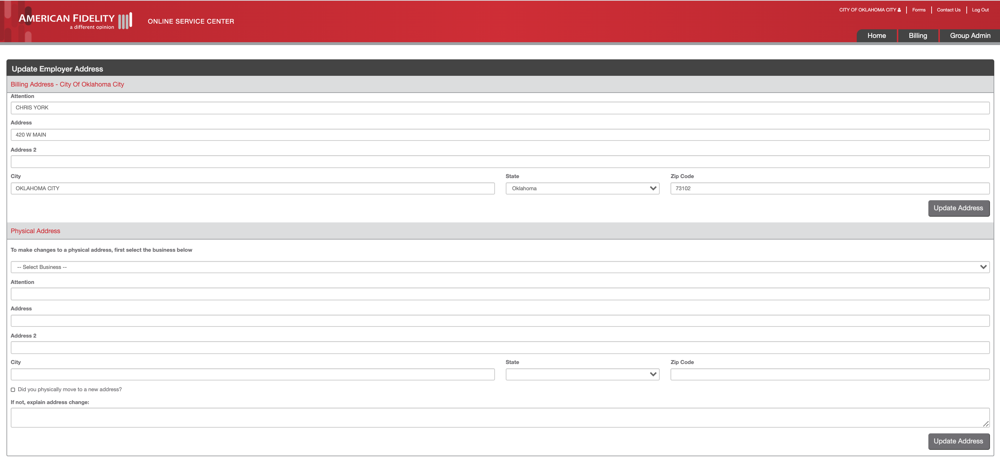 AMERICAN FIDELITY
a different opinion
ONLINE SERVICE CENTER
CITY OF OKLAHOMA CITY
Forms
Contact Us
Log Out
Home
Billing
Group Admin
Update Employer Address
Billing Address - City Of Oklahoma City
Attention
CHRIS YORK
Address
420 W MAIN
Address 2
City
State
Zip Code
OKLAHOMA CITY
Oklahoma
73102
Update Address
Physical Address
To make changes to a physical address, first select the business below
-- Select Business --
Attention
Address
Address 2
City
State
Zip Code
Did you physically move to a new address?
If not, explain address change:
Update Address